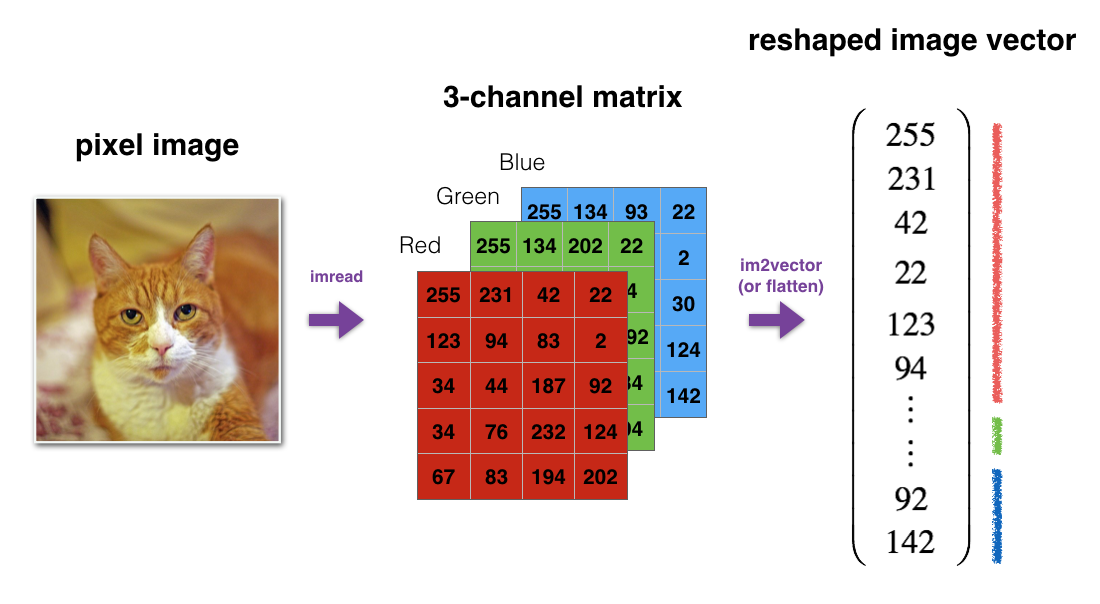 reshaped image vector
3-channel matrix
pixel image
Blue
Green
Red
255 134 93 22
2
30
124
142
255 134 202 22
4
92
34
94
255 231 42 22
123 94 83 2
34 44 187 92
34 76 232 124
67 83 194 202
imread
im2vector
(or flatten)
255
231
42
22
123
94
⋮
⋮
92
142